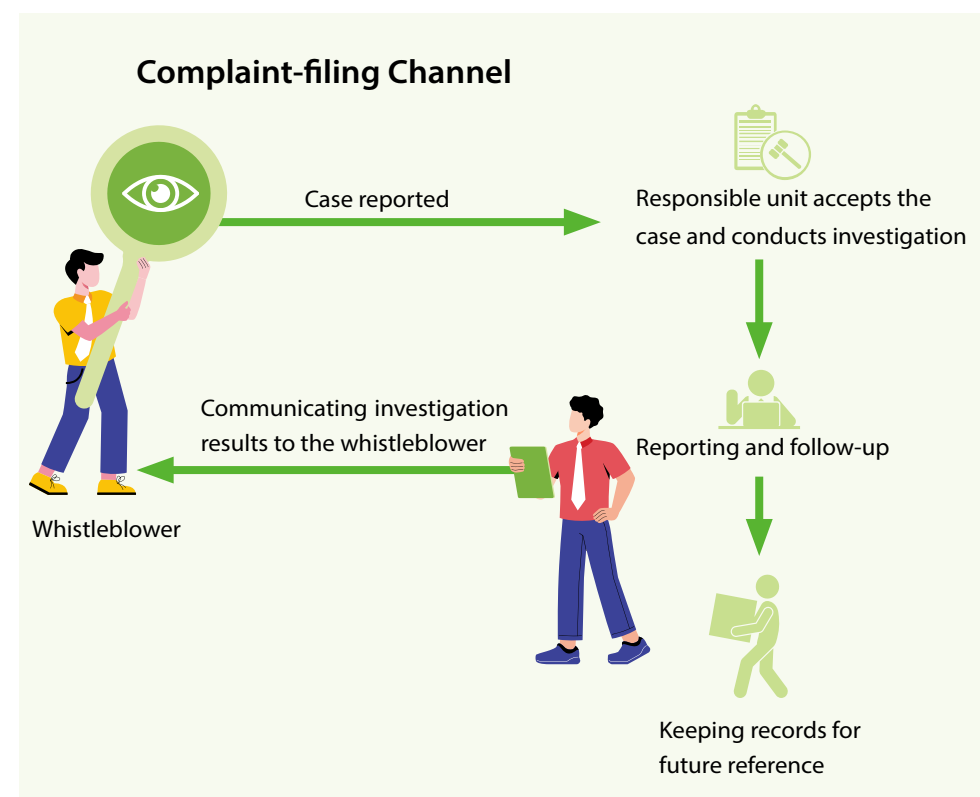 Complaint-filing Channel
Case reported
Responsible unit accepts the
case and conducts investigation
Communicating investigation
results to the whistleblower
Reporting and follow-up
Whistleblower
Keeping records for
future reference